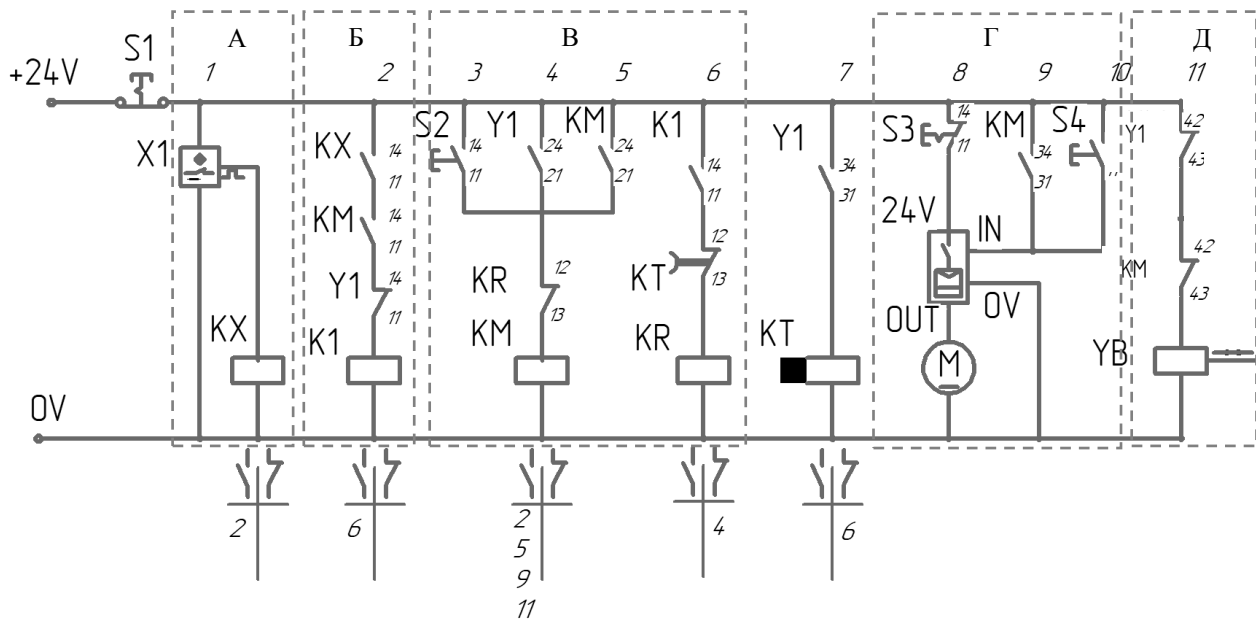 А Б В Г Д
S1 1 2 3 4 5 6 7 8 9 10 11
+24V
S2 Y1 KM K1 Y1 S3 KM S4 Y1
14 24 24 14 42
X1 KX 14 11 21 21 11 34 31 11 34 31 ,, 43
11 14
24V IN
KM 14 11
12 42
KT KM
Y1 14 KR 12 13 43
11 13
OUT 0V
KX K1 KM KR KT M YB
0V
2 6 2 4 6
5
9
11